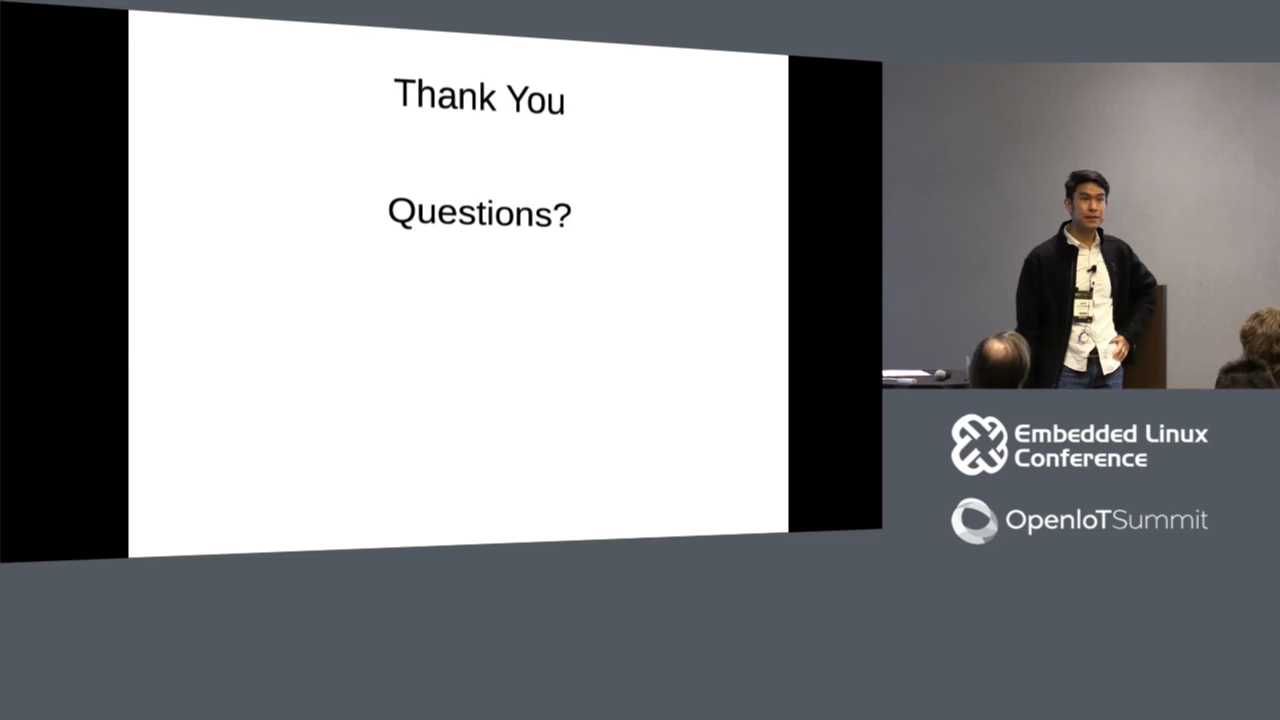 Thank You
Questions?
Embedded Linux
Conference
OpenIoTSummit